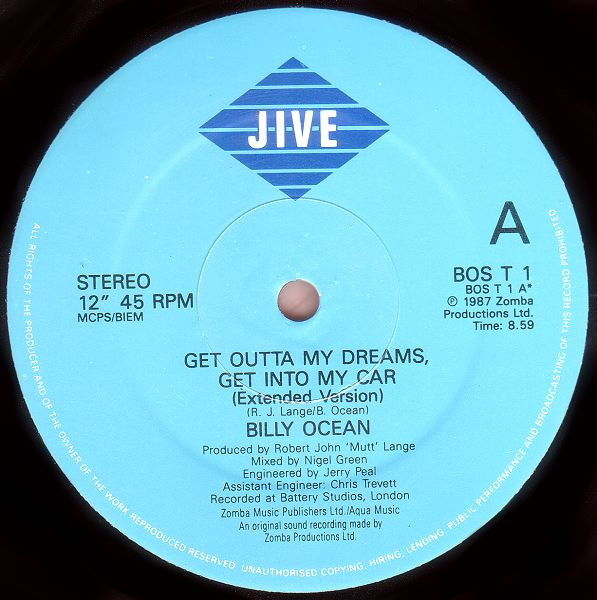 JIVE
A
STEREO
12" 45 RPM
MCPS/BIEM
BOS T 1
BOS T 1 A*
℗ 1987 Zomba
Productions Ltd.
Time: 8.59
GET OUTTA MY DREAMS,
GET INTO MY CAR
(Extended Version)
(R. J. Lange/B. Ocean)
BILLY OCEAN
Produced by Robert John 'Mutt' Lange
Mixed by Nigel Green
Engineered by Jerry Peal
Assistant Engineer: Chris Trevett
Recorded at Battery Studios, London
Zomba Music Publishers Ltd./Aqua Music
An original sound recording made by
Zomba Productions Ltd.
ALL RIGHTS OF THE PRODUCER AND OF THE OWNER OF THE WORK REPRODUCED RESERVED. UNAUTHORISED COPYING, HIRING, LENDING, PUBLIC PERFORMANCE AND BROADCASTING OF THIS RECORD PROHIBITED